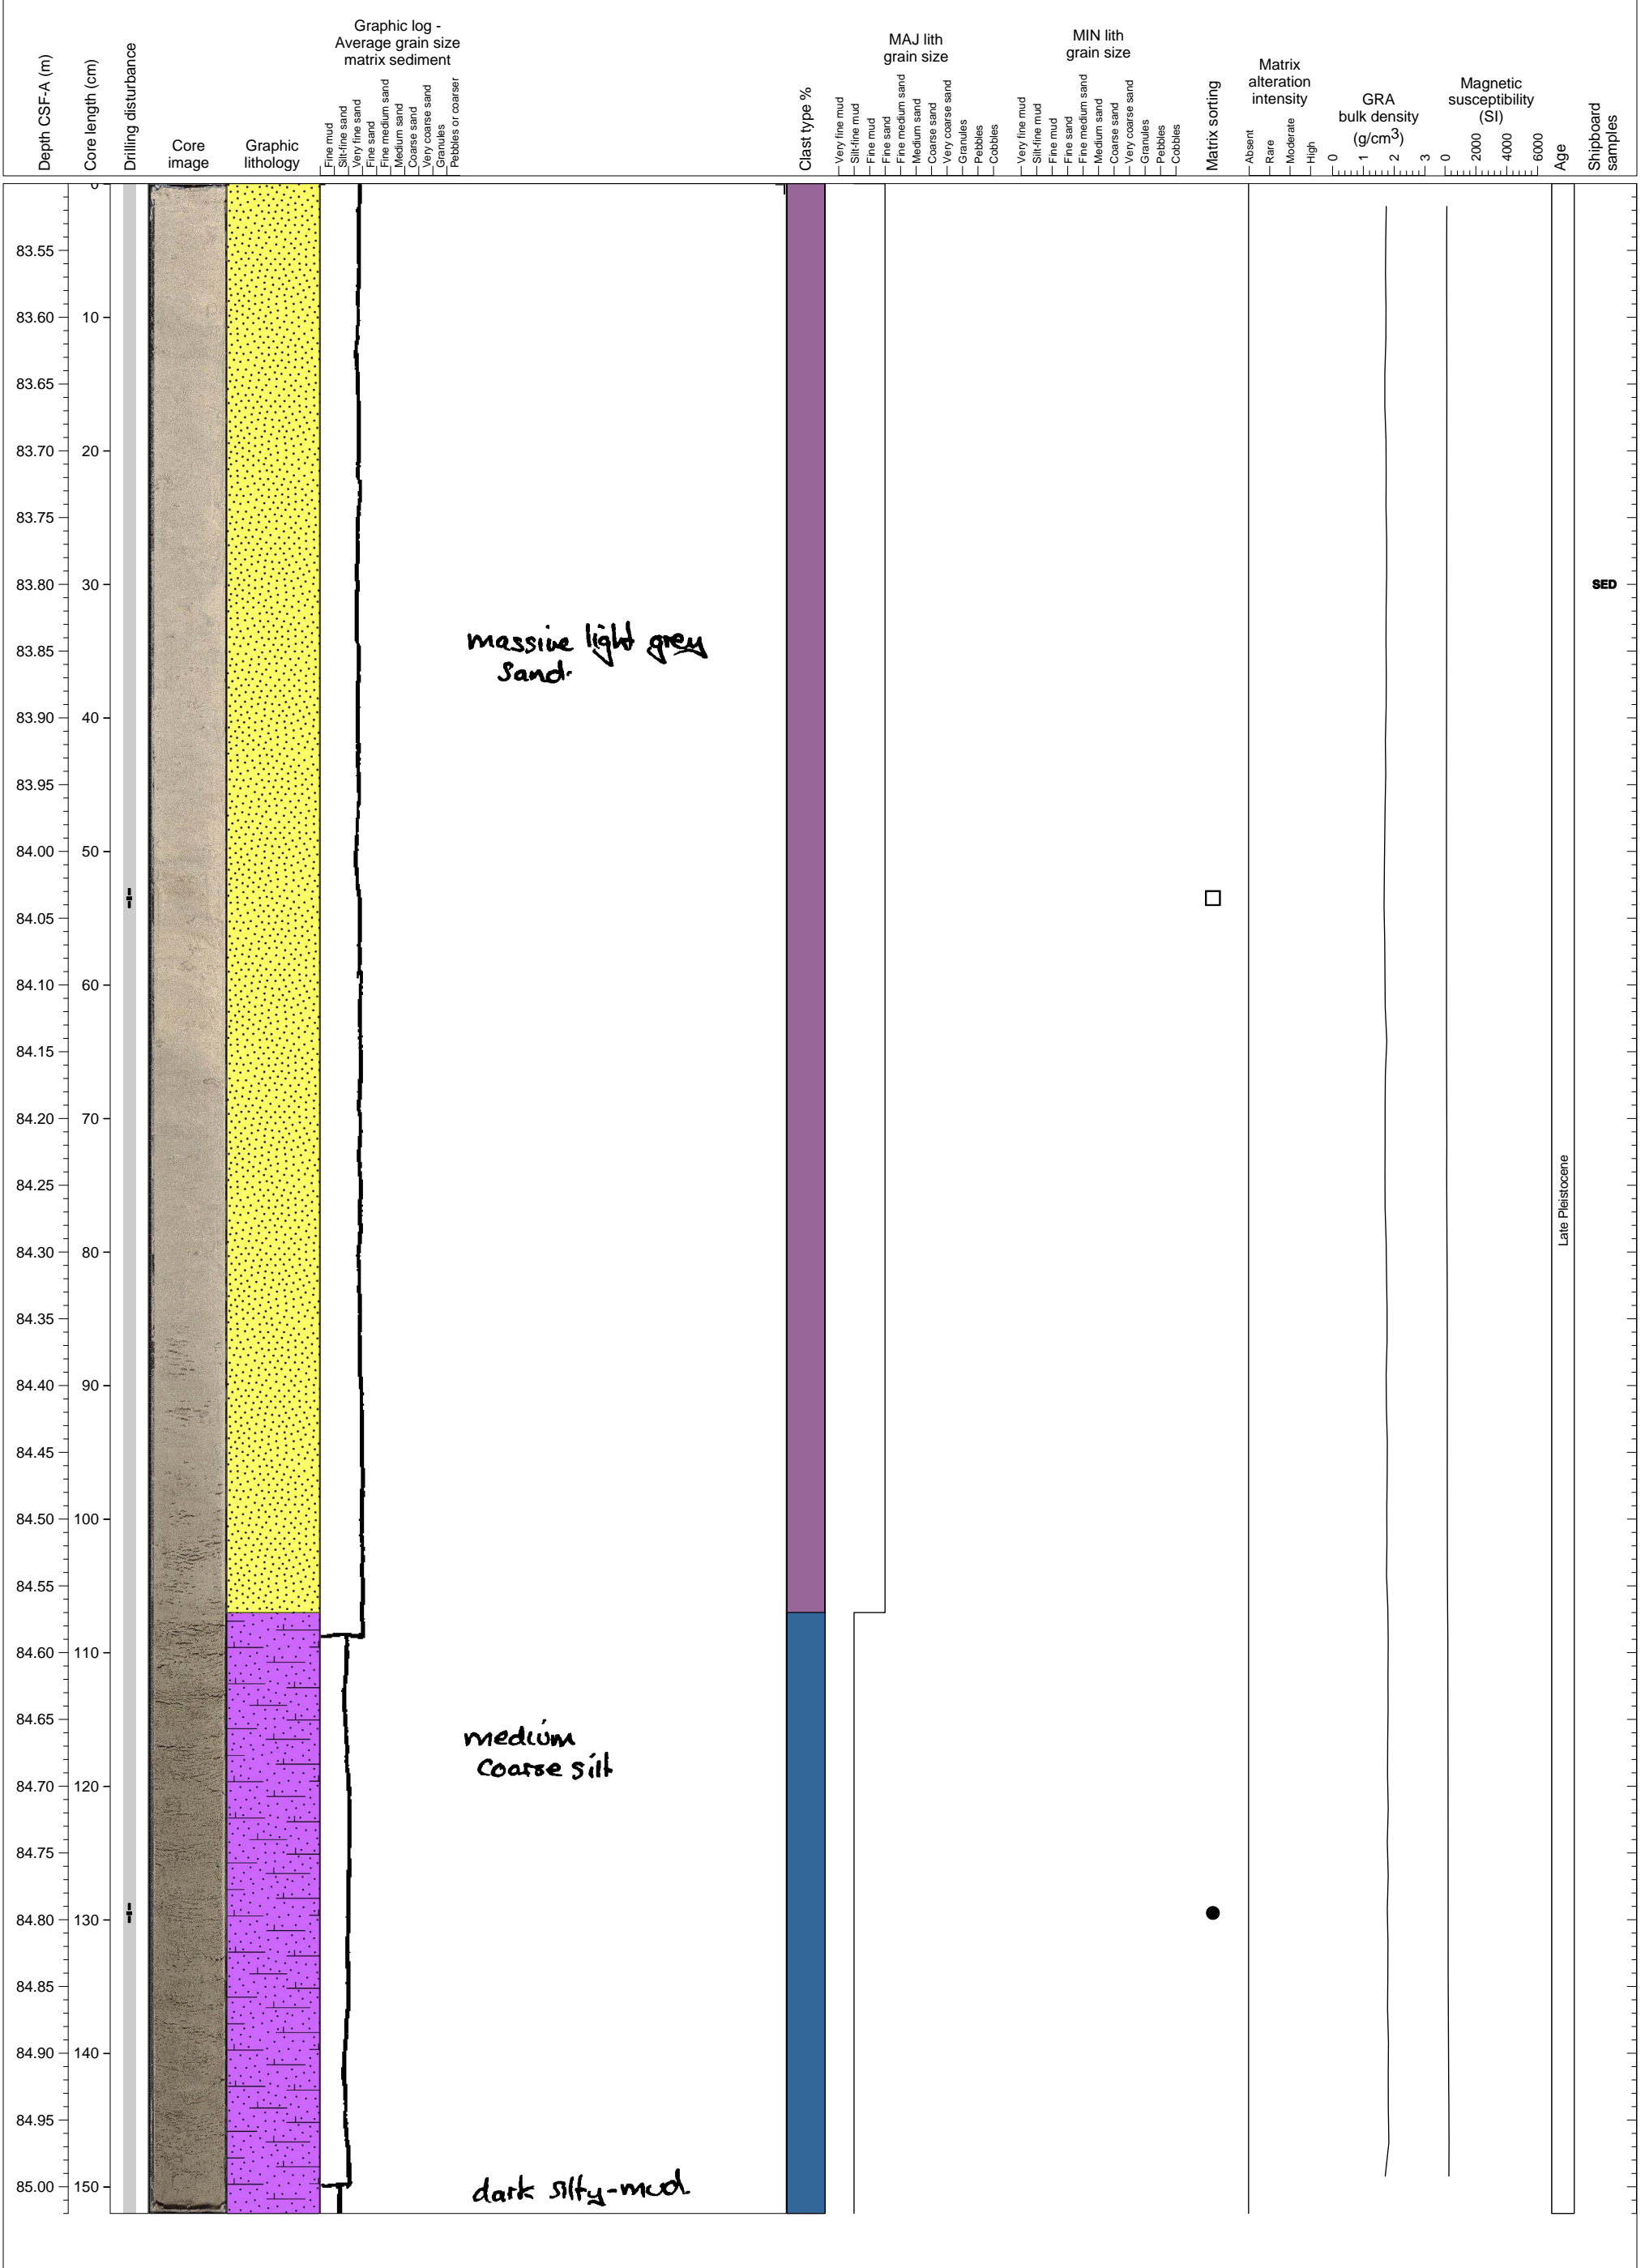 Depth CSF-A (m)
Core length (cm)
Drilling disturbance
Core
image
Graphic
lithology
Graphic log -
Average grain size
matrix sediment
Fine mud
Silt-fine sand
Very fine sand
Fine sand
Fine medium sand
Medium sand
Coarse sand
Very coarse sand
Granules
Pebbles or coarser
Clast type %
MAJ lith
grain size
Very fine mud
Silt-fine mud
Fine mud
Fine sand
Fine medium sand
Medium sand
Coarse sand
Very coarse sand
Granules
Pebbles
Cobbles
MIN lith
grain size
Very fine mud
Silt-fine mud
Fine mud
Fine sand
Fine medium sand
Medium sand
Coarse sand
Very coarse sand
Granules
Pebbles
Cobbles
Matrix sorting
Matrix
alteration
intensity
Absent
Rare
Moderate
High
GRA
bulk density
(g/cm3)
0
1
2
3
Magnetic
susceptibility
(SI)
0
2000
4000
6000
Age
Shipboard
samples
0
83.55
83.60 10
83.65
83.70 20
83.75
83.80 30 SED
massive light grey
sand.
83.85
83.90 40
83.95
84.00 50
84.05
84.10 60
84.15
84.20 70
84.25
Late Pleistocene
84.30 80
84.35
84.40 90
84.45
84.50 100
84.55
84.60 110
84.65
medium
coarse silt
84.70 120
84.75
84.80 130
84.85
84.90 140
84.95
85.00 150
dark silty-mud